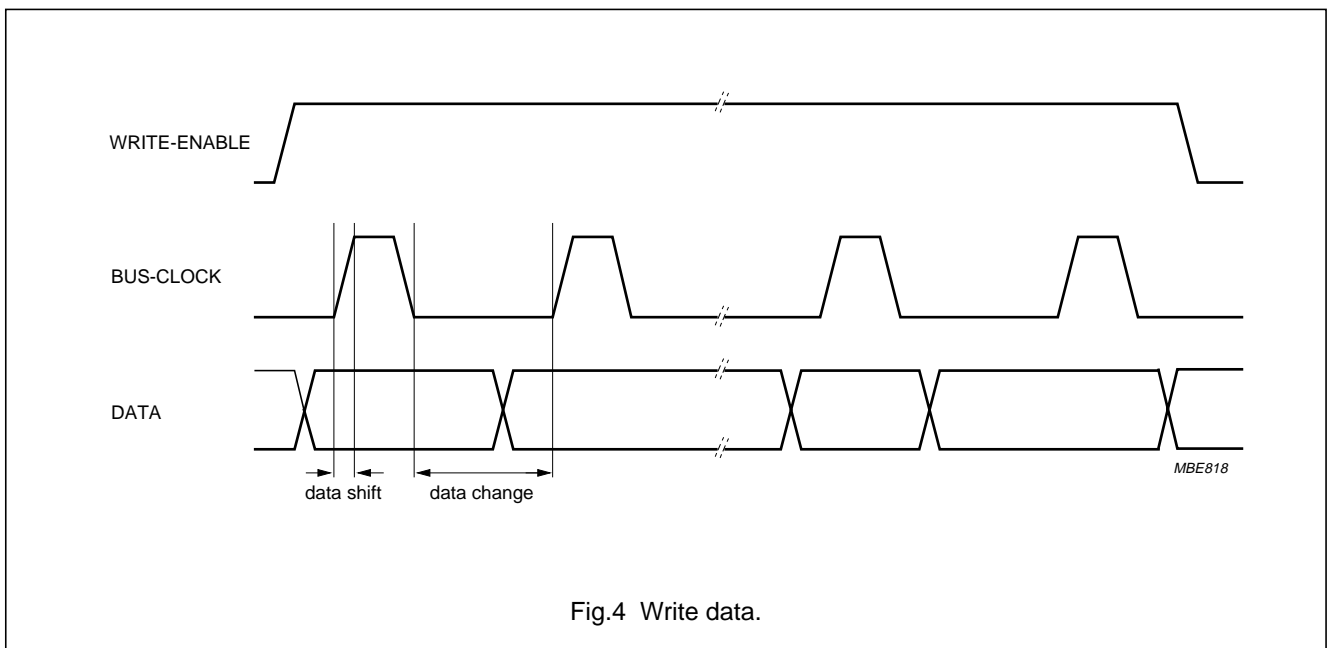 WRITE-ENABLE
BUS-CLOCK
DATA
MBE818
data shift
data change
Fig.4 Write data.